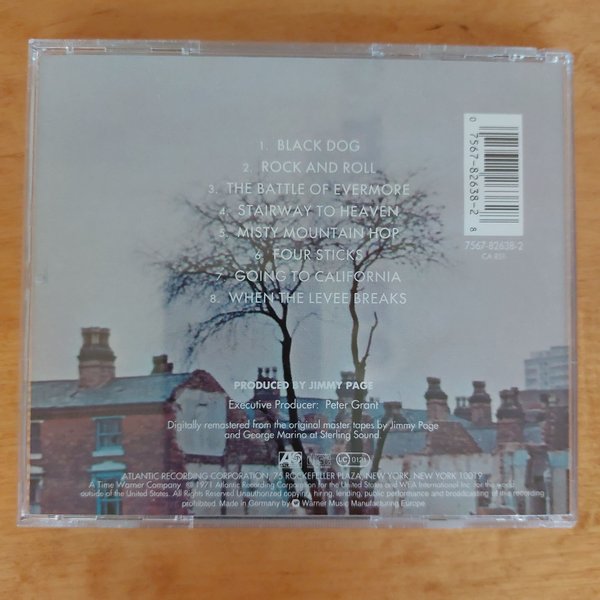 1. BLACK DOG
2. ROCK AND ROLL
3. THE BATTLE OF EVERMORE
4. STAIRWAY TO HEAVEN
5. MISTY MOUNTAIN HOP
6. FOUR STICKS
7 GOING TO CALIFORNIA
8. WHEN THE LEVEE BREAKS
0 7567-82638-2 8
7567-82638-2
CA 851
PRODUCED BY JIMMY PAGE
Executive Producer: Peter Grant
Digitally remastered from the original master tapes by Jimmy Page
and George Marino at Sterling Sound.
LC 0121
ATLANTIC RECORDING CORPORATION, 75 ROCKEFELLER PLAZA, NEW YORK, NEW YORK 10019
A Time Warner Company ℗ © 1971 Atlantic Recording Corporation for the United States and WEA International Inc. for the world
outside of the United States. All Rights Reserved Unauthorized copying, hiring, lending, public performance and broadcasting of this recording
prohibited. Made in Germany by Warner Music Manufacturing Europe